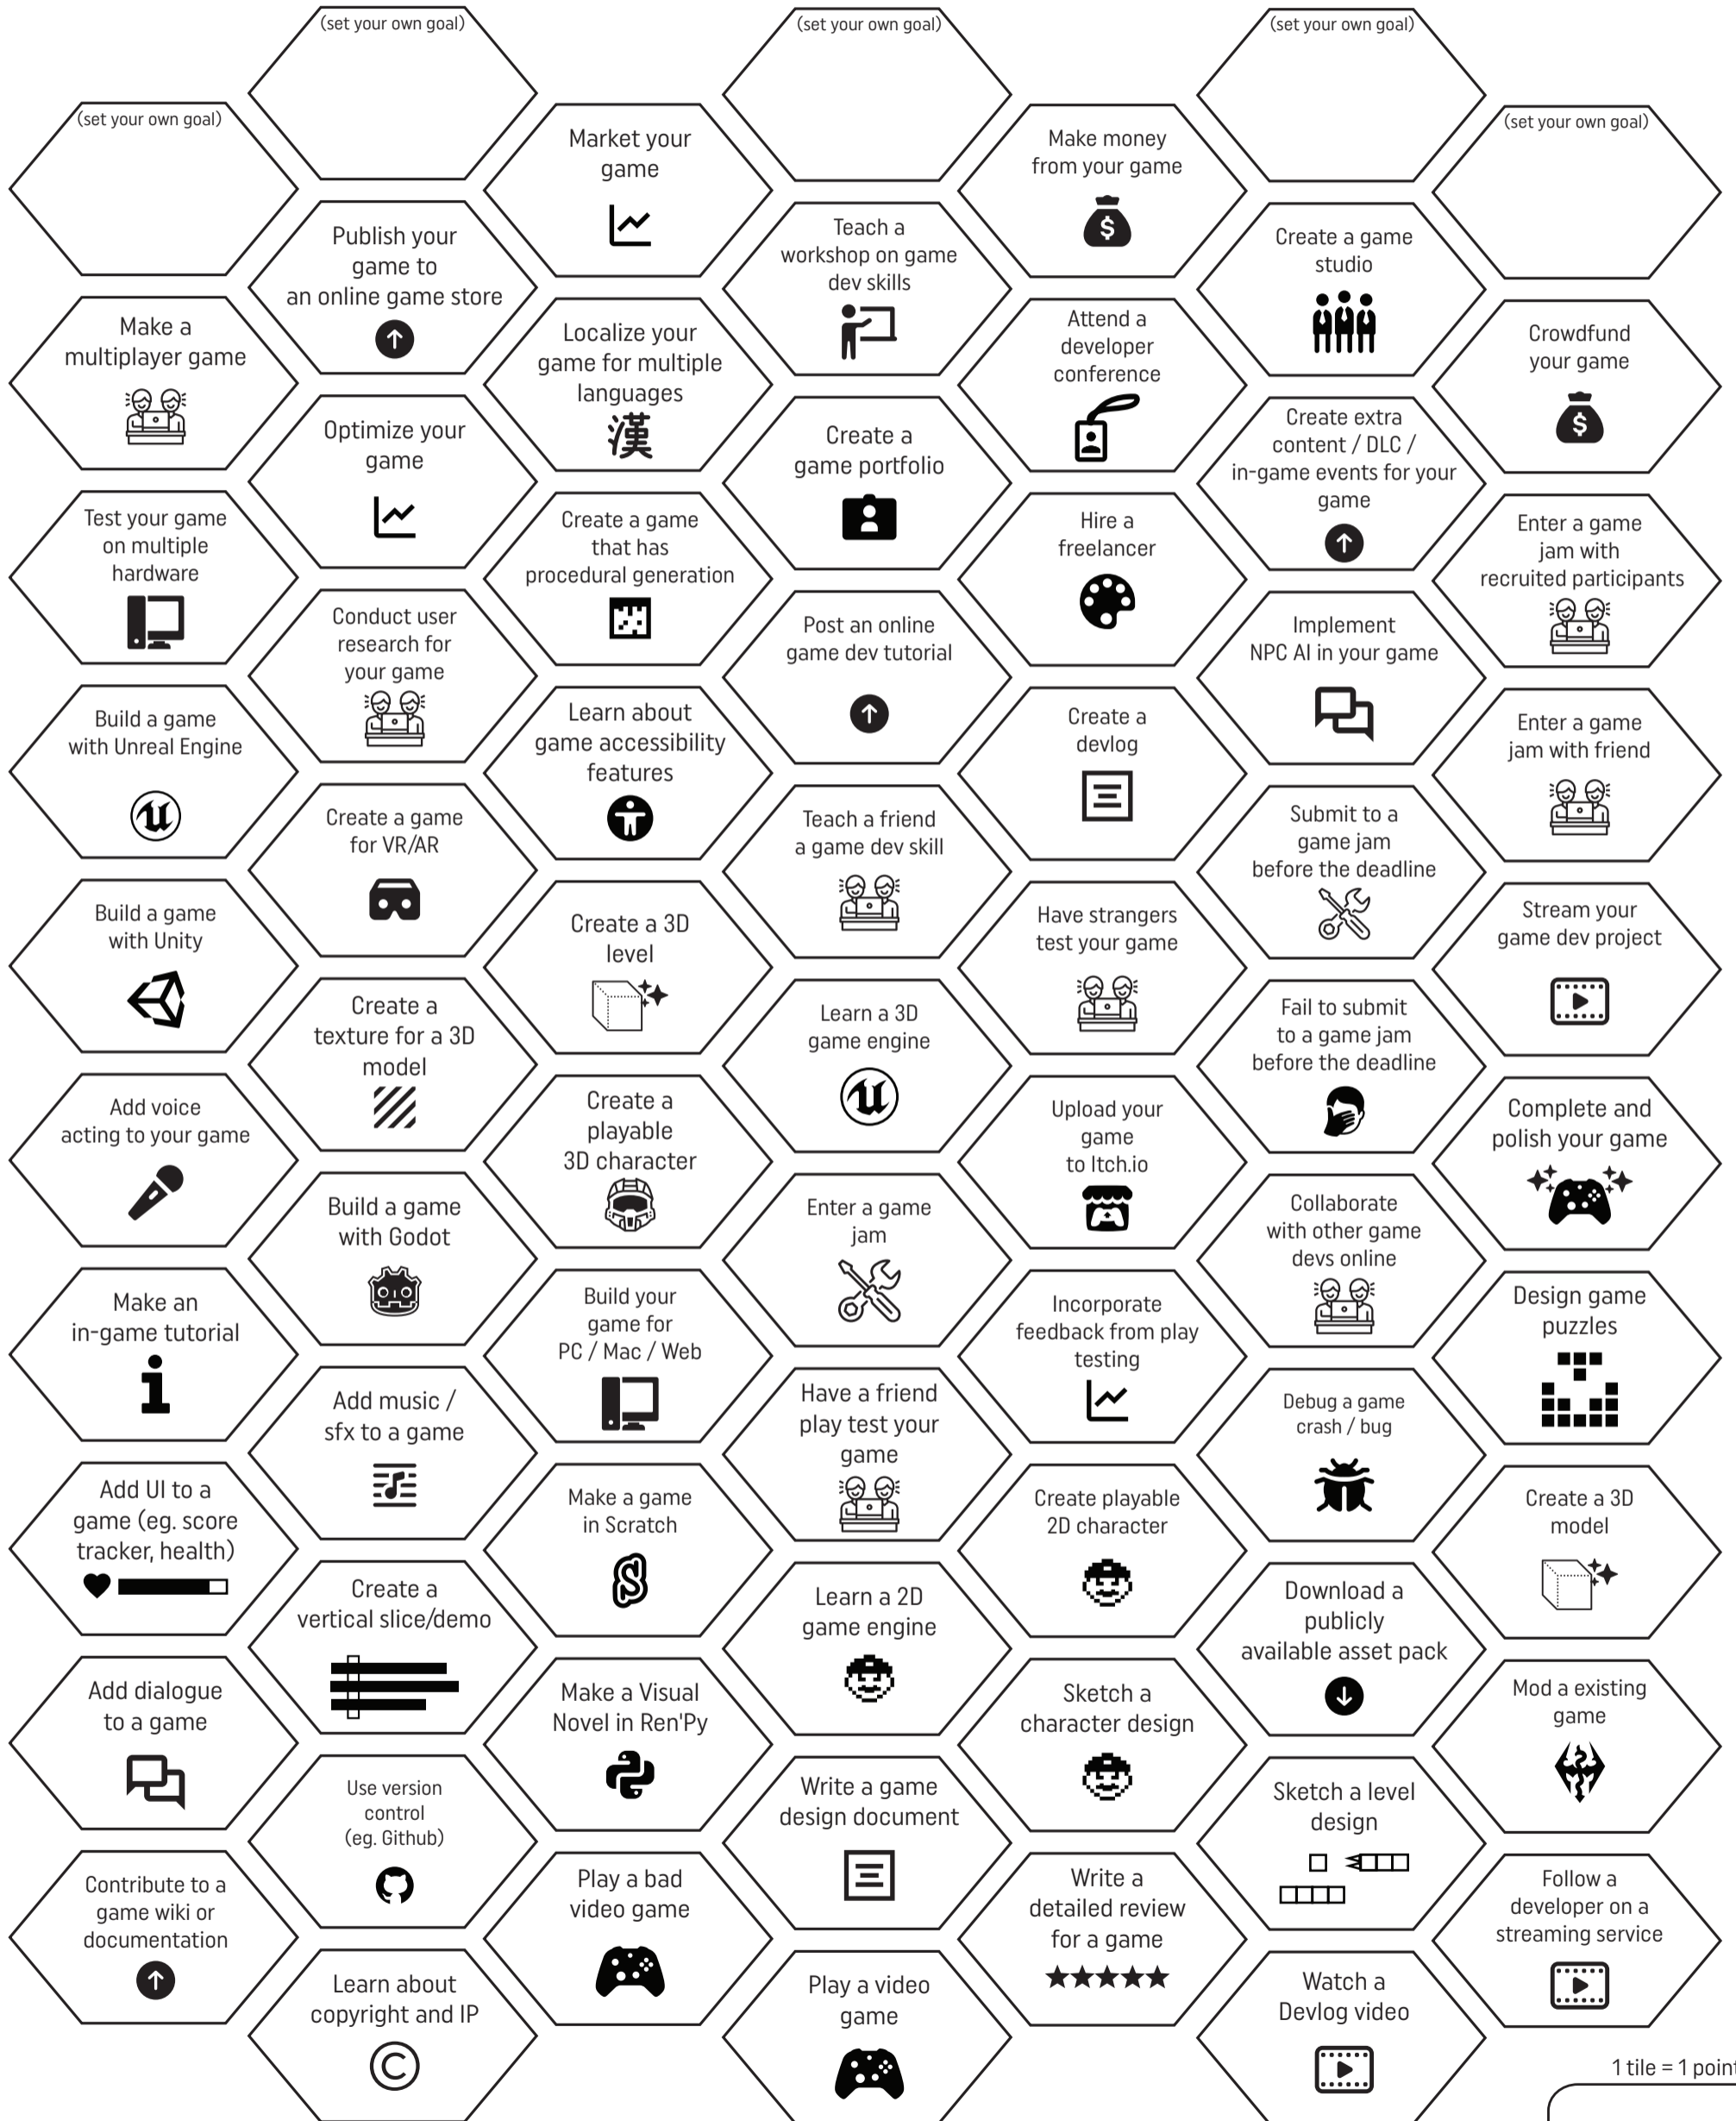 (set your own goal)
(set your own goal)
(set your own goal)
(set your own goal)
Market your
game
Make money
from your game
(set your own goal)
Publish your
game to
an online game store
Teach a
workshop on game
dev skills
Create a game
studio
Make a
multiplayer game
Localize your
game for multiple
languages
漢
Attend a
developer
conference
Crowdfund
your game
Optimize your
game
Create a
game portfolio
Create extra
content / DLC /
in-game events for your
game
Test your game
on multiple
hardware
Create a game
that has
procedural generation
Hire a
freelancer
Enter a game
jam with
recruited participants
Conduct user
research for
your game
Post an online
game dev tutorial
Implement
NPC AI in your game
Build a game
with Unreal Engine
Learn about
game accessibility
features
Create a
devlog
Enter a game
jam with friend
Create a game
for VR/AR
Teach a friend
a game dev skill
Submit to a
game jam
before the deadline
Build a game
with Unity
Create a 3D
level
Have strangers
test your game
Stream your
game dev project
Create a
texture for a 3D
model
Learn a 3D
game engine
Fail to submit
to a game jam
before the deadline
Add voice
acting to your game
Create a
playable
3D character
Upload your
game
to Itch.io
Complete and
polish your game
Build a game
with Godot
Enter a game
jam
Collaborate
with other game
devs online
Make an
in-game tutorial
Build your
game for
PC / Mac / Web
Incorporate
feedback from play
testing
Design game
puzzles
Add music /
sfx to a game
Have a friend
play test your
game
Debug a game
crash / bug
Add UI to a
game (eg. score
tracker, health)
Make a game
in Scratch
Create playable
2D character
Create a 3D
model
Create a
vertical slice/demo
Learn a 2D
game engine
Download a
publicly
available asset pack
Add dialogue
to a game
Make a Visual
Novel in Ren'Py
Sketch a
character design
Mod a existing
game
Use version
control
(eg. Github)
Write a game
design document
Sketch a level
design
Contribute to a
game wiki or
documentation
Play a bad
video game
Write a
detailed review
for a game
Follow a
developer on a
streaming service
Learn about
copyright and IP
©
Play a video
game
Watch a
Devlog video
1 tile = 1 point